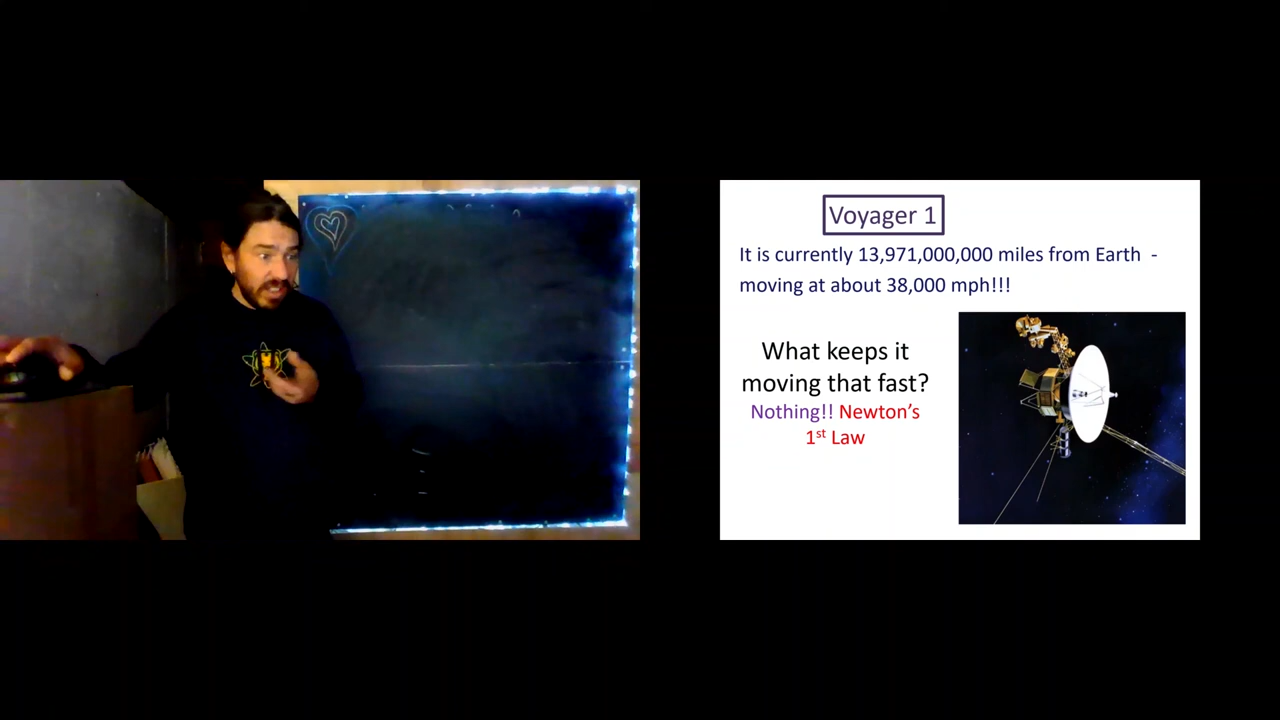 Voyager 1
It is currently 13,971,000,000 miles from Earth -
moving at about 38,000 mph!!!
What keeps it
moving that fast?
Nothing!! Newton’s
1st Law